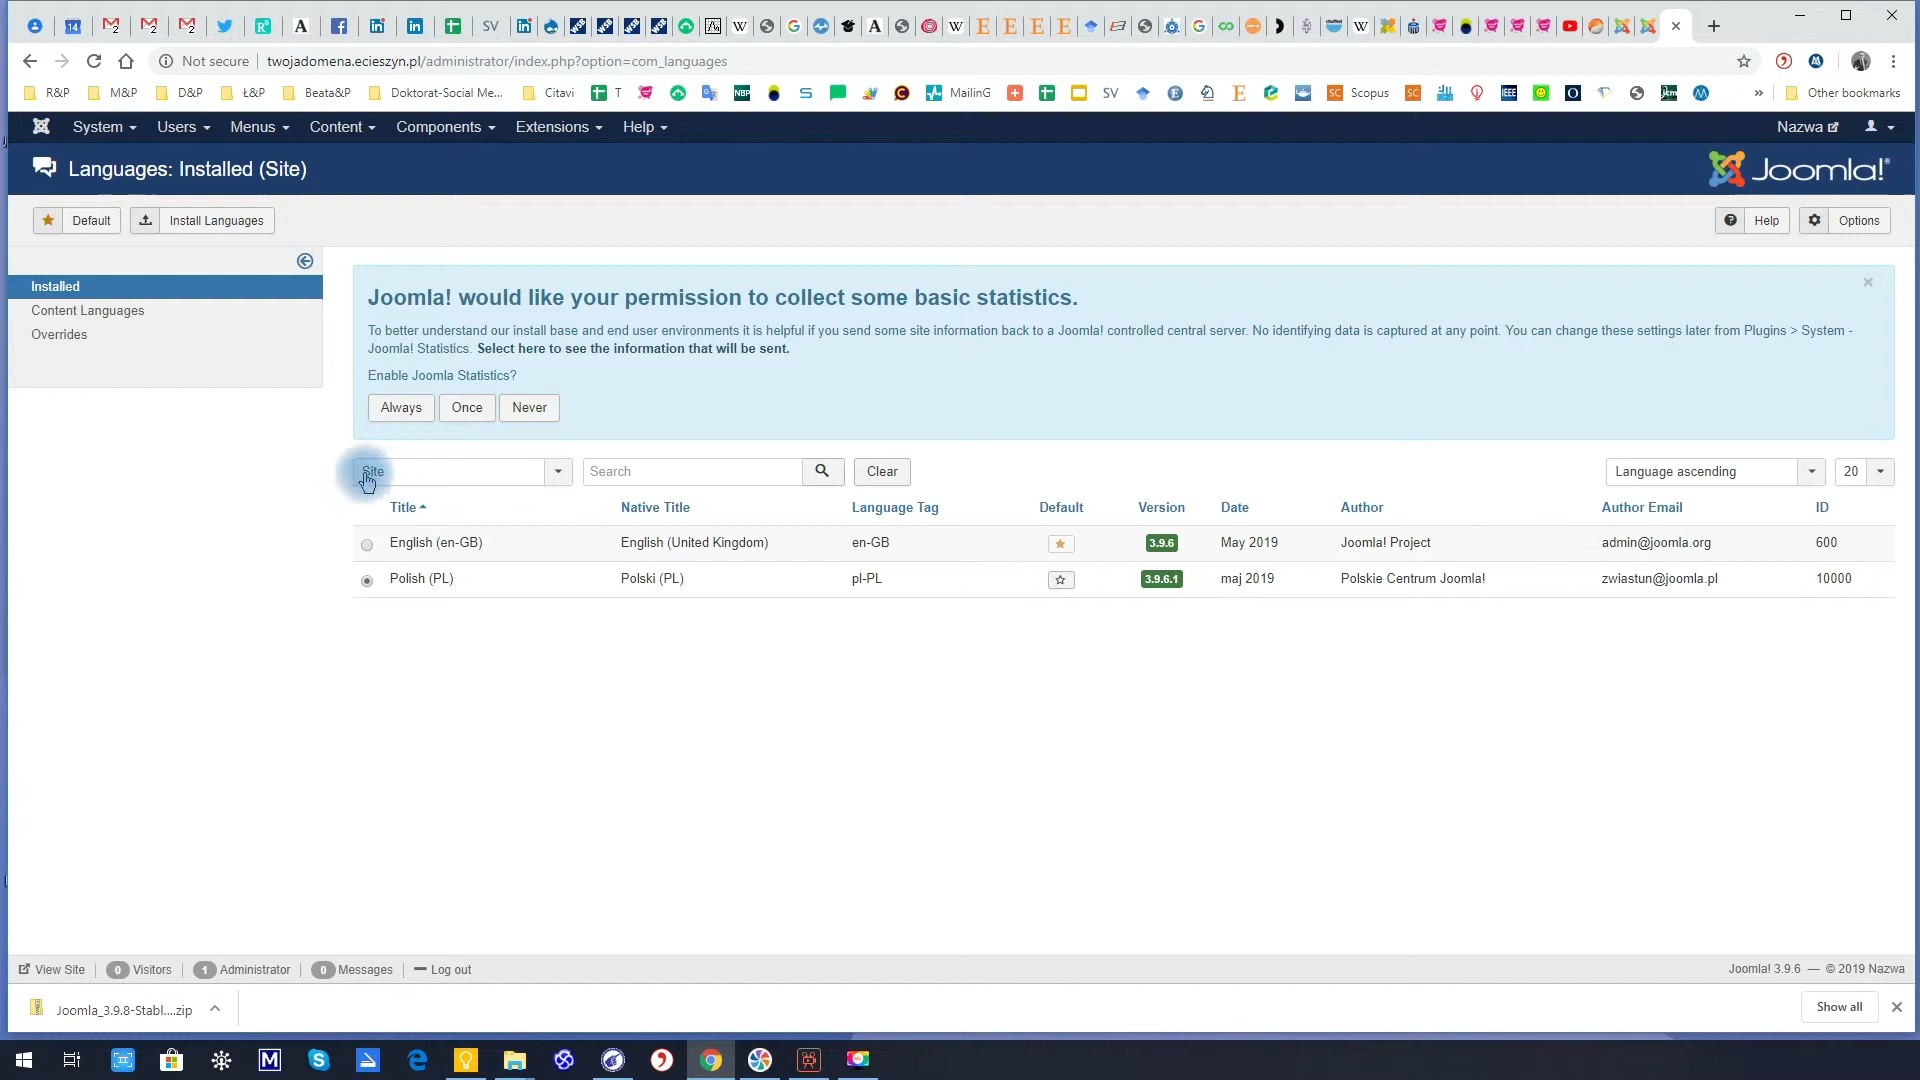 Not secure | twojadomena.ecieszyn.pl/administrator/index.php?option=com_languages
R&P M&P D&P Ł&P Beata&P Doktorat-Social Me... Citavi T NBP MailinG SV Scopus IEEE » Other bookmarks
System Users Menus Content Components Extensions Help Nazwa
Languages: Installed (Site)
Joomla!®
Default Install Languages Help Options
Installed
Content Languages
Overrides
Joomla! would like your permission to collect some basic statistics.
To better understand our install base and end user environments it is helpful if you send some site information back to a Joomla! controlled central server. No identifying data is captured at any point. You can change these settings later from Plugins > System -
Joomla! Statistics. Select here to see the information that will be sent.
Enable Joomla Statistics?
Always Once Never
Site Search Clear Language ascending 20
Title Native Title Language Tag Default Version Date Author Author Email ID
English (en-GB) English (United Kingdom) en-GB 3.9.6 May 2019 Joomla! Project admin@joomla.org 600
Polish (PL) Polski (PL) pl-PL 3.9.6.1 maj 2019 Polskie Centrum Joomla! zwiastun@joomla.pl 10000
View Site 0 Visitors 1 Administrator 0 Messages Log out Joomla! 3.9.6 — © 2019 Nazwa
Joomla_3.9.8-Stabl....zip Show all